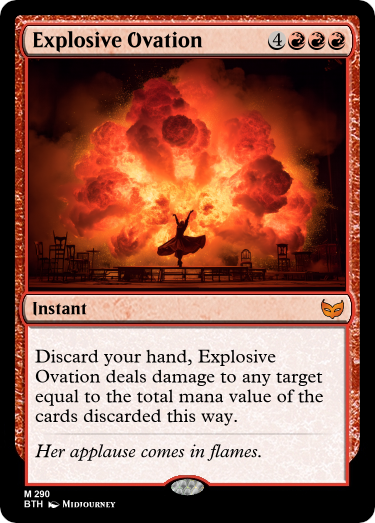 Explosive Ovation 4
Instant
Discard your hand, Explosive
Ovation deals damage to any target
equal to the total mana value of the
cards discarded this way.
Her applause comes in flames.
M 290
BTH Midjourney